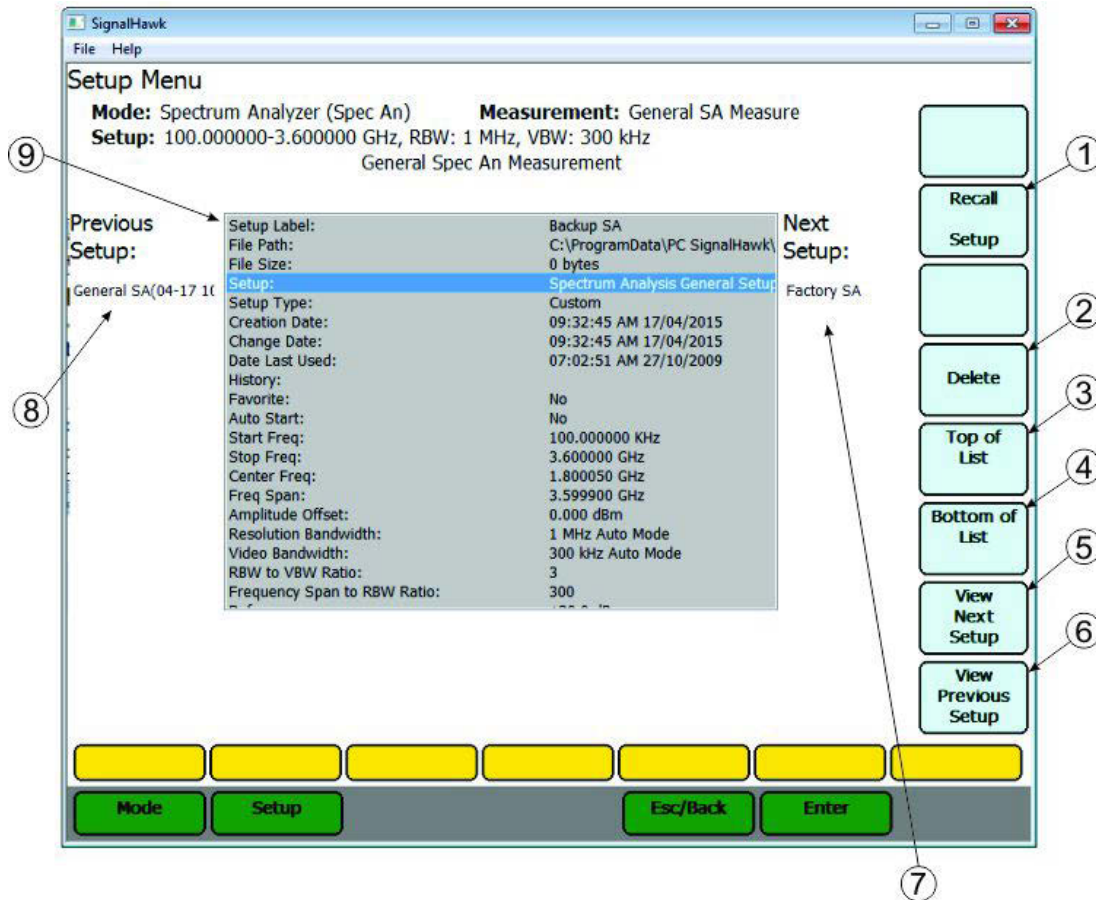 SignalHawk
File Help
Setup Menu
Mode: Spectrum Analyzer (Spec An) Measurement: General SA Measure
Setup: 100.000000-3.600000 GHz, RBW: 1 MHz, VBW: 300 kHz
General Spec An Measurement
9
1
Recall
Setup
Previous
Setup:
General SA(04-17 10
8
Setup Label: Backup SA
File Path: C:\ProgramData\PC SignalHawk\
File Size: 0 bytes
Setup: Spectrum Analysis General Setup
Setup Type: Custom
Creation Date: 09:32:45 AM 17/04/2015
Change Date: 09:32:45 AM 17/04/2015
Date Last Used: 07:02:51 AM 27/10/2009
History:
Favorite: No
Auto Start: No
Start Freq: 100.000000 KHz
Stop Freq: 3.600000 GHz
Center Freq: 1.800050 GHz
Freq Span: 3.599900 GHz
Amplitude Offset: 0.000 dBm
Resolution Bandwidth: 1 MHz Auto Mode
Video Bandwidth: 300 kHz Auto Mode
RBW to VBW Ratio: 3
Frequency Span to RBW Ratio: 300
Next
Setup:
Factory SA
2
Delete
3
Top of
List
4
Bottom of
List
5
View
Next
Setup
6
View
Previous
Setup
Mode Setup Esc/Back Enter
7